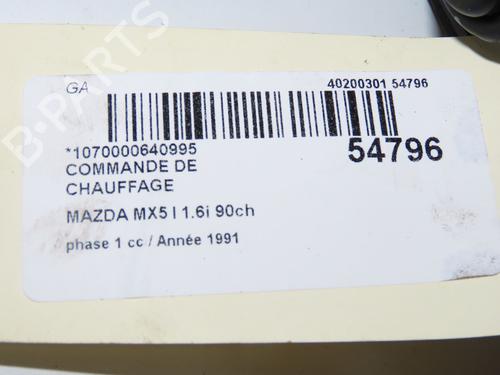 GA
40200301 54796
*1070000640995
54796
COMMANDE DE
CHAUFFAGE
MAZDA MX5 I 1.6i 90ch
phase 1 cc / Année 1991
B-PARTS